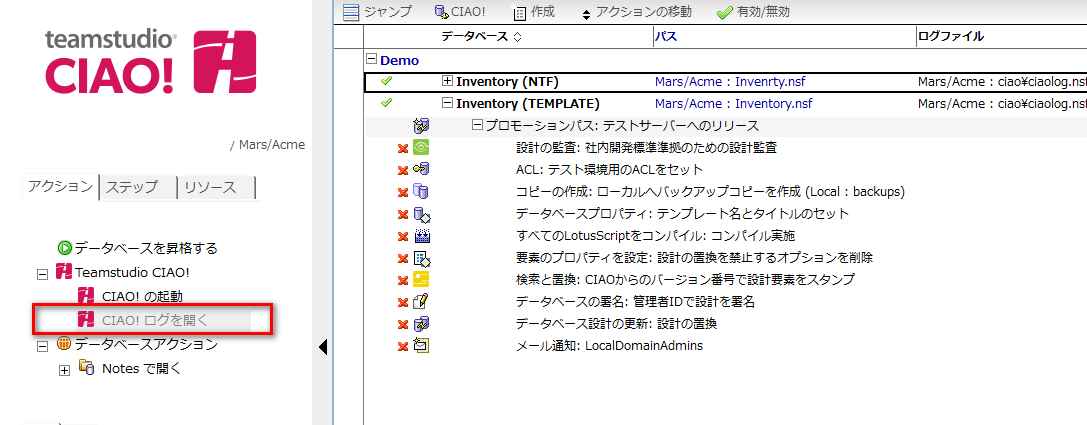 teamstudio®
CIAO!
/ Mars/Acme
アクション ステップ リソース
データベースを昇格する
Teamstudio CIAO!
CIAO! の起動
CIAO! ログを開く
データベースアクション
Notes で開く
ジャンプ CIAO! 作成 アクションの移動 有効/無効
データベース パス ログファイル
Demo
Inventory (NTF) Mars/Acme : Invenrty.nsf Mars/Acme : ciao¥ciaolog.nsf
Inventory (TEMPLATE) Mars/Acme : Inventory.nsf Mars/Acme : ciao¥ciaolog.nsf
プロモーションパス: テストサーバーへのリリース
設計の監査: 社内開発標準準拠のための設計監査
ACL: テスト環境用のACLをセット
コピーの作成: ローカルへバックアップコピーを作成 (Local : backups)
データベースプロパティ: テンプレート名とタイトルのセット
すべてのLotusScriptをコンパイル: コンパイル実施
要素のプロパティを設定: 設計の置換を禁止するオプションを削除
検索と置換: CIAOからのバージョン番号で設計要素をスタンプ
データベースの署名: 管理者IDで設計を署名
データベース設計の更新: 設計の置換
メール通知: LocalDomainAdmins